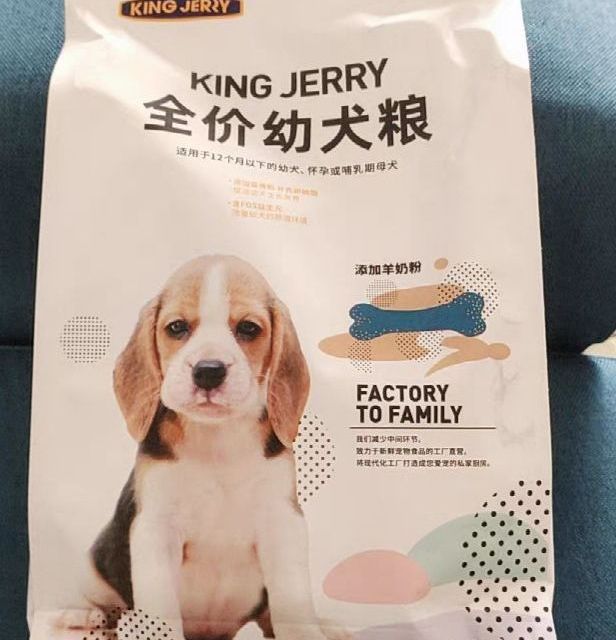 KING JERRY
KING JERRY
全价幼犬粮
适用于12个月以下的幼犬、怀孕或哺乳期母犬
添加羊奶粉
FACTORY
TO FAMILY
我们减少中间环节,
致力于新鲜宠物食品的工厂直营,
将现代化工厂打造成您爱宠的私家厨房。